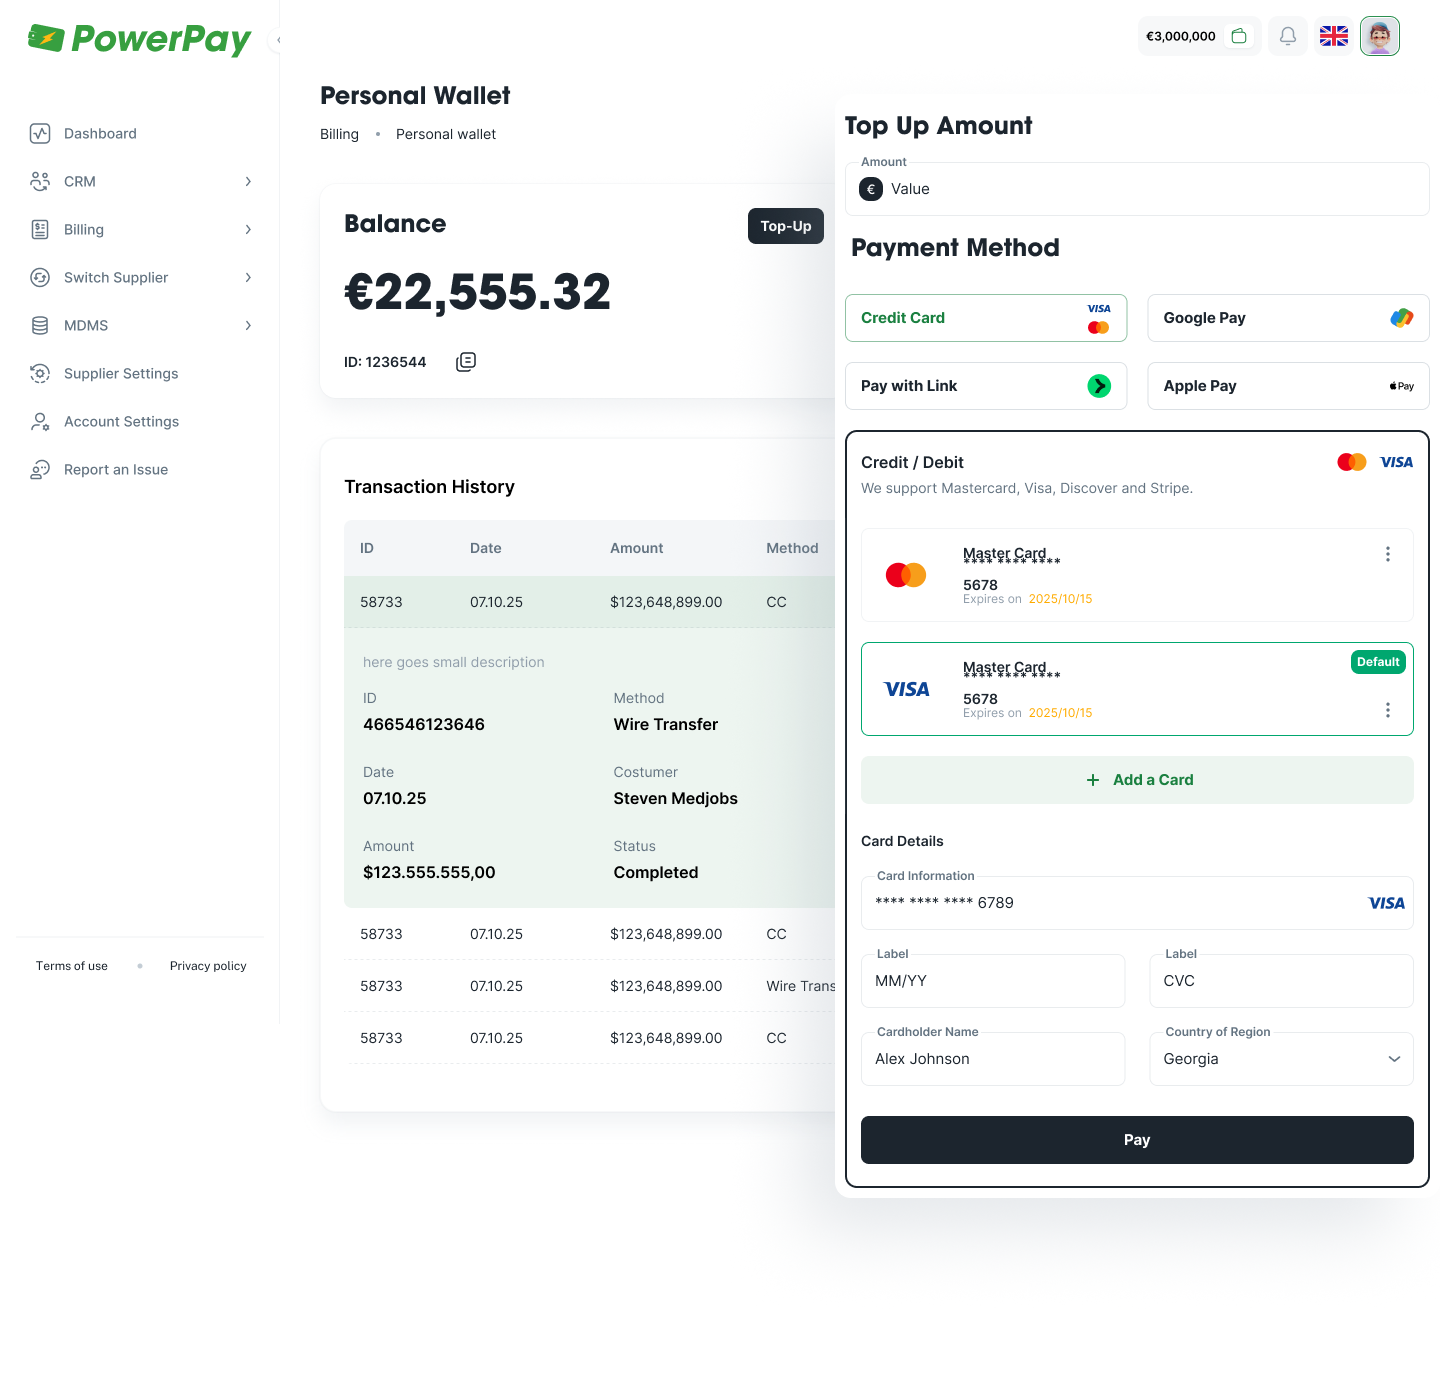 PowerPay
€3,000,000
Dashboard
CRM
Billing
Switch Supplier
MDMS
Supplier Settings
Account Settings
Report an Issue
Terms of use • Privacy policy
Personal Wallet
Billing • Personal wallet
Balance
Top-Up
€22,555.32
ID: 1236544
Transaction History
ID Date Amount Method
58733 07.10.25 $123,648,899.00 CC
here goes small description
ID Method
466546123646 Wire Transfer
Date Costumer
07.10.25 Steven Medjobs
Amount Status
$123.555.555,00 Completed
58733 07.10.25 $123,648,899.00 CC
58733 07.10.25 $123,648,899.00 Wire Trans
58733 07.10.25 $123,648,899.00 CC
Top Up Amount
Amount
€ Value
Payment Method
Credit Card VISA
Google Pay
Pay with Link
Apple Pay Pay
Credit / Debit VISA
We support Mastercard, Visa, Discover and Stripe.
Master Card
**** **** ****
5678
Expires on 2025/10/15
Default
VISA
Master Card
**** **** ****
5678
Expires on 2025/10/15
+ Add a Card
Card Details
Card Information
**** **** **** 6789 VISA
Label Label
MM/YY CVC
Cardholder Name Country of Region
Alex Johnson Georgia
Pay